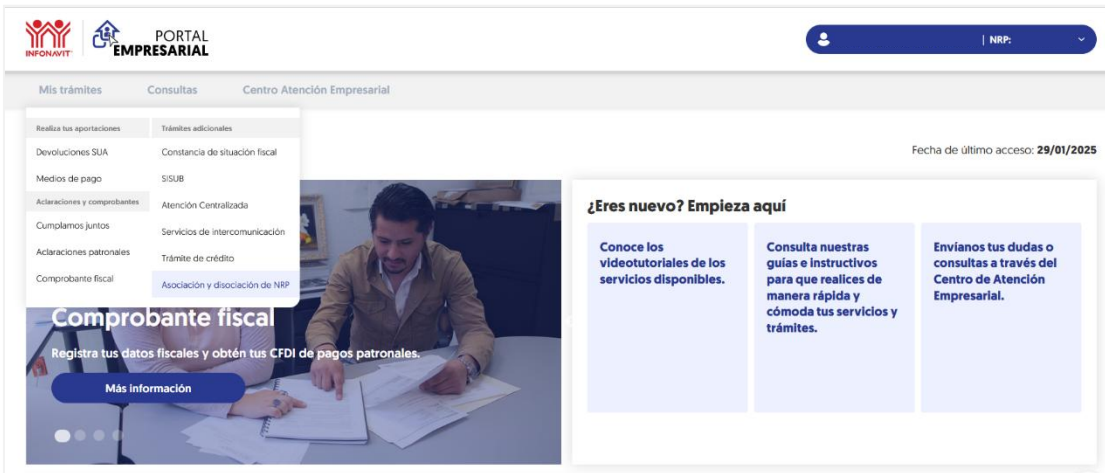 INFONAVIT
PORTAL
EMPRESARIAL
| NRP:
Mis trámites
Consultas
Centro Atención Empresarial
Realiza tus aportaciones
Devoluciones SUA
Medios de pago
Aclaraciones y comprobantes
Cumplamos juntos
Aclaraciones patronales
Comprobante fiscal
Trámites adicionales
Constancia de situación fiscal
SISUB
Atención Centralizada
Servicios de intercomunicación
Trámite de crédito
Asociación y disociación de NRP
Fecha de último acceso: 29/01/2025
Comprobante fiscal
Registra tus datos fiscales y obtén tus CFDI de pagos patronales.
Más información
¿Eres nuevo? Empieza aquí
Conoce los
videotutoriales de los
servicios disponibles.
Consulta nuestras
guías e instructivos
para que realices de
manera rápida y
cómoda tus servicios y
trámites.
Envíanos tus dudas o
consultas a través del
Centro de Atención
Empresarial.